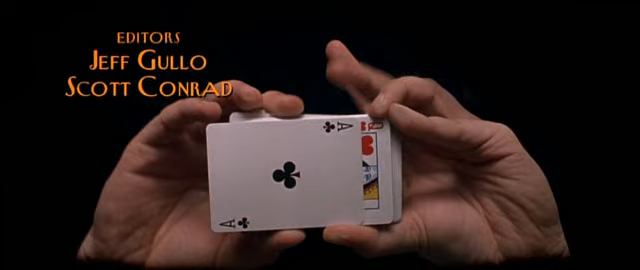 EDITORS
JEFF GULLO
SCOTT CONRAD
A
A